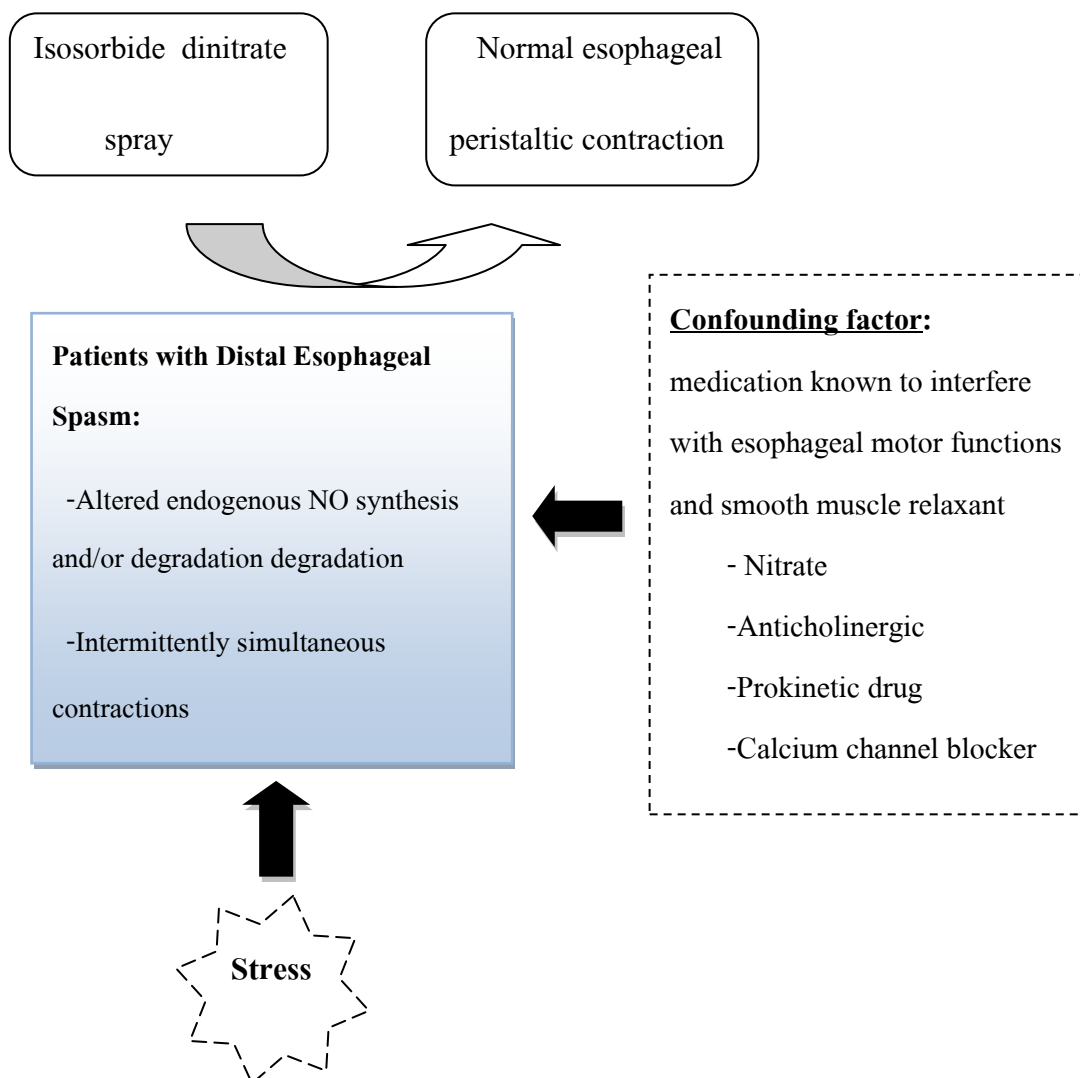 Isosorbide dinitrate
spray
Normal esophageal
peristaltic contraction
Patients with Distal Esophageal
Spasm:
-Altered endogenous NO synthesis
and/or degradation degradation
-Intermittently simultaneous
contractions
Confounding factor:
medication known to interfere
with esophageal motor functions
and smooth muscle relaxant
- Nitrate
-Anticholinergic
-Prokinetic drug
-Calcium channel blocker
Stress